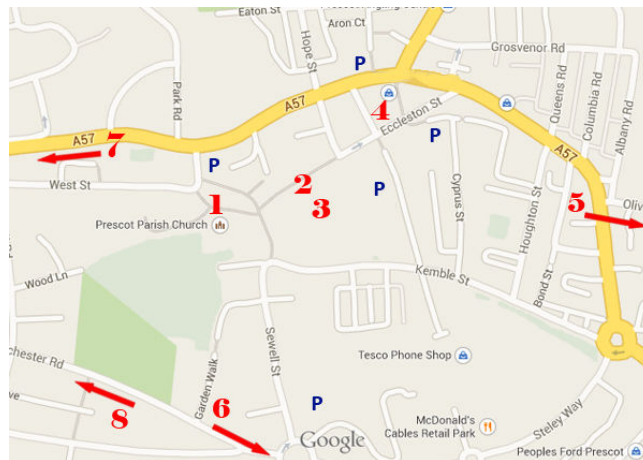 Eaton St
Aron Ct
Hope St
P
Grosvenor Rd
Park Rd
A57
4
Eccleston St
P
Queens Rd
Columbia Rd
Albany Rd
A57
A57
7
P
West St
2
P
3
1
Prescot Parish Church
Cyprus St
Houghton St
5
Bond St
Wood Ln
Kemble St
Sewell St
chester Rd
Garden Walk
Tesco Phone Shop
8
6
P
Google
McDonald's
Cables Retail Park
Steley Way
Peoples Ford Prescot